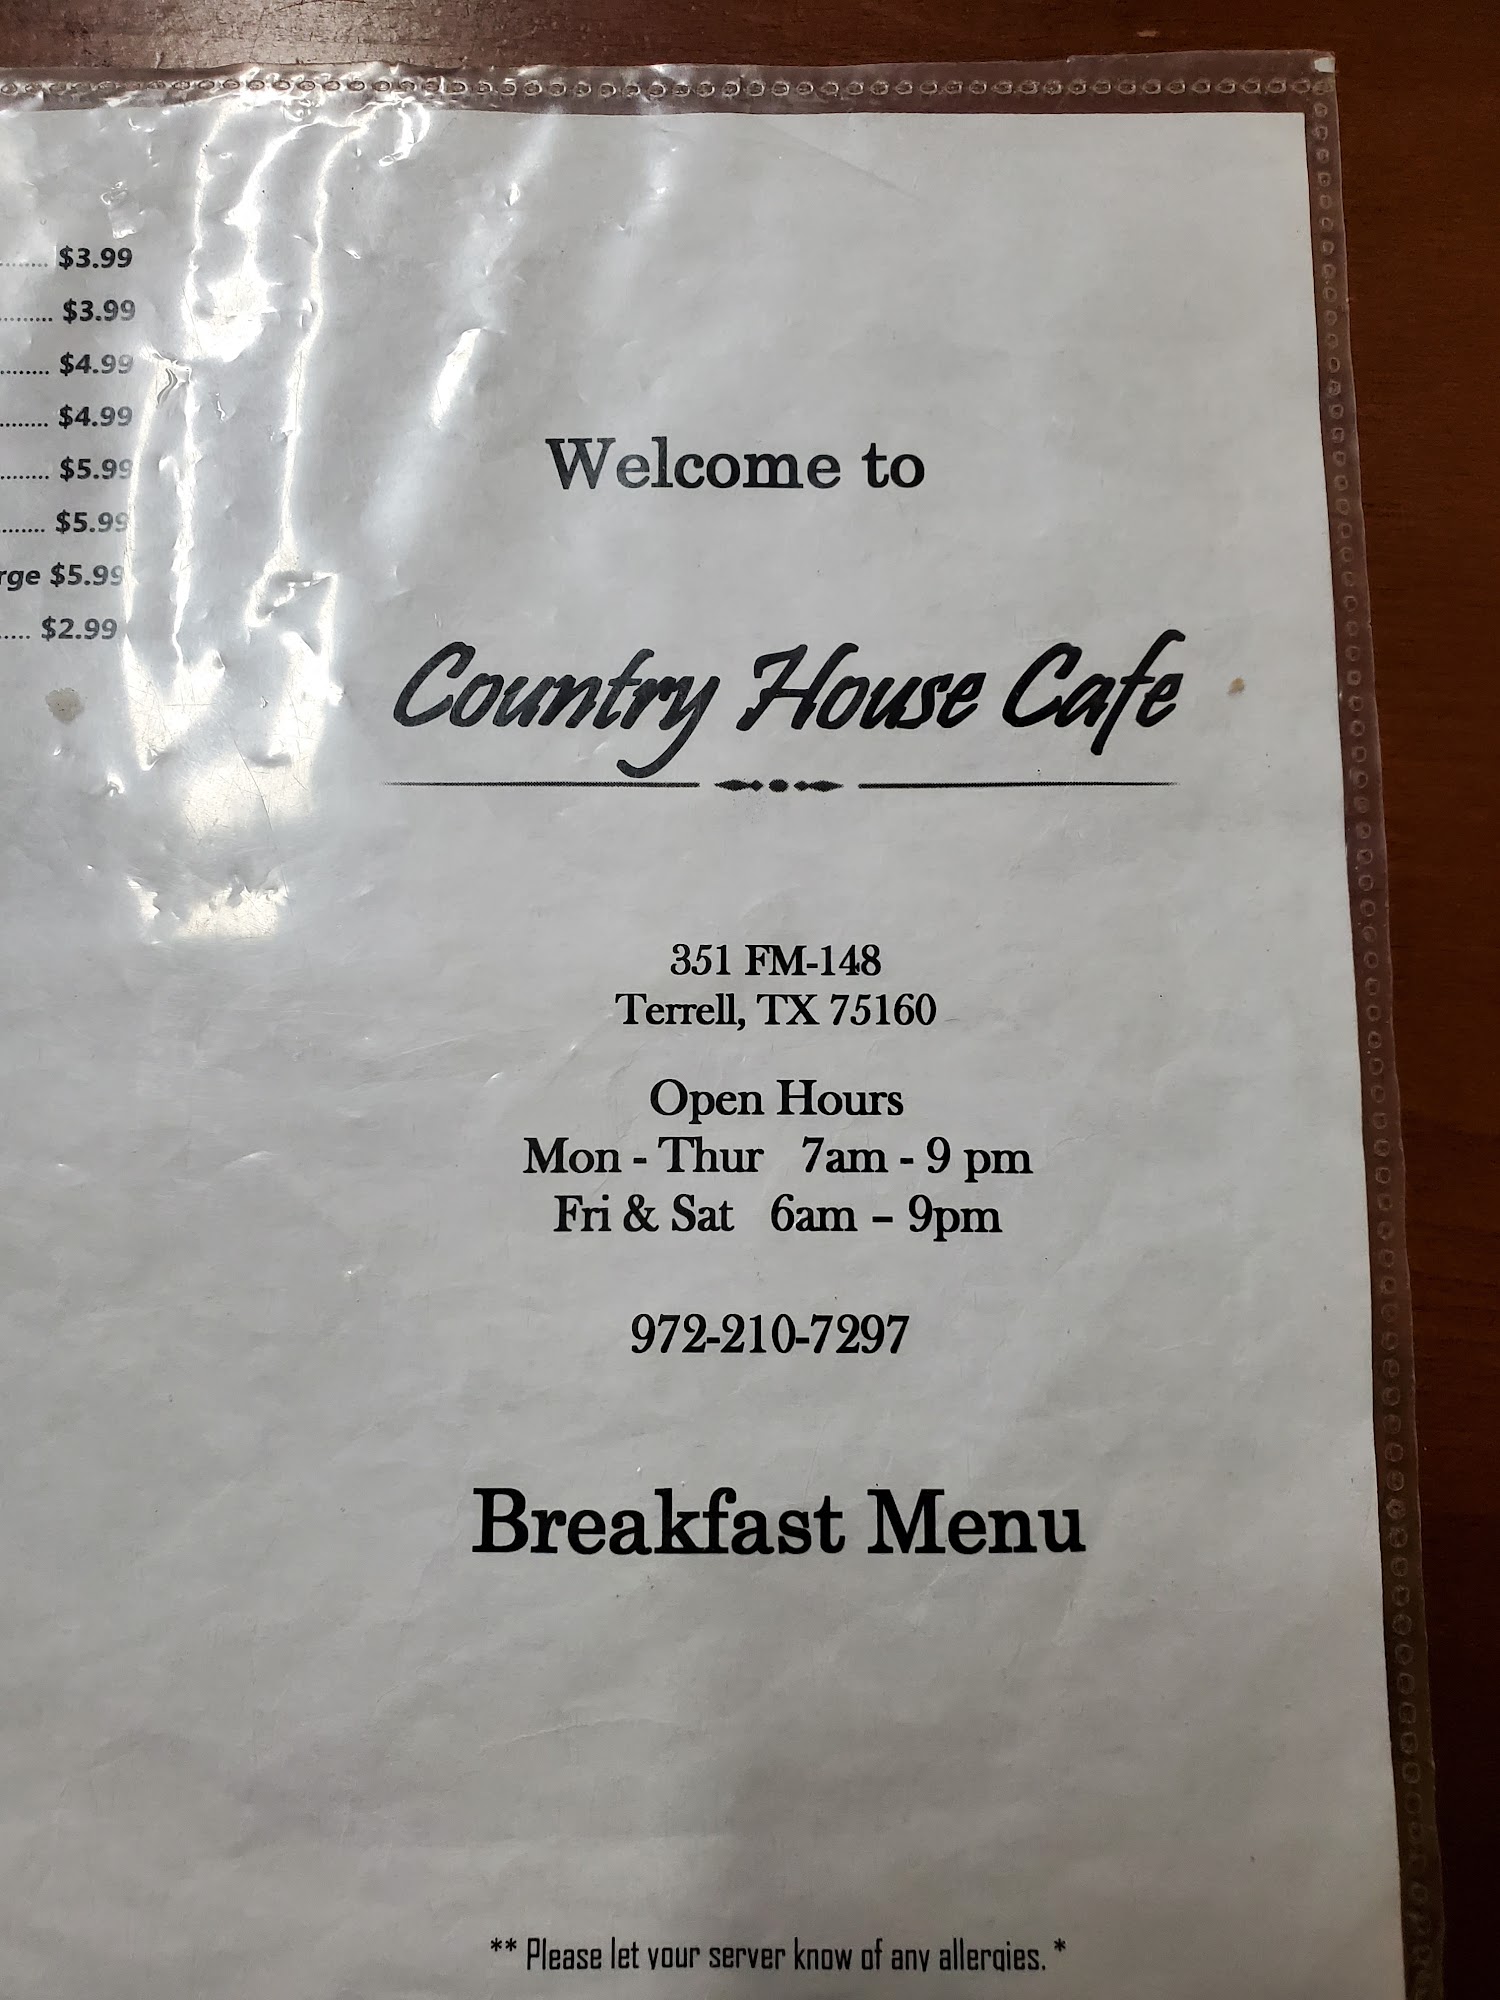 $3.99
$3.99
$4.99
$4.99
$5.99
$5.99
$5.99
$2.99
Welcome to
Country House Cafe
351 FM-148
Terrell, TX 75160
Open Hours
Mon - Thur 7am - 9 pm
Fri & Sat 6am – 9pm
972-210-7297
Breakfast Menu
** Please let your server know of any allergies. *